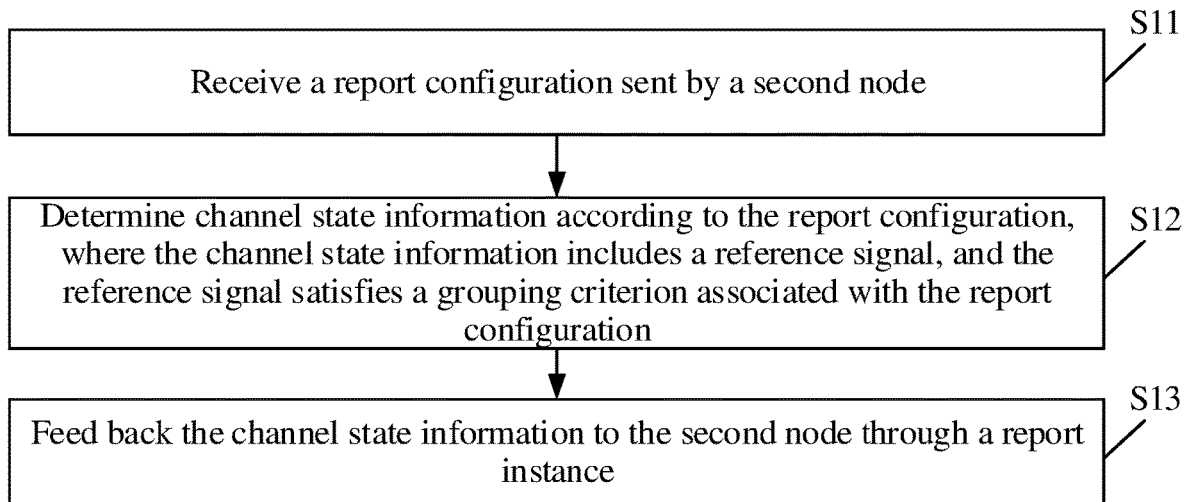 S11
Receive a report configuration sent by a second node
Determine channel state information according to the report configuration,
where the channel state information includes a reference signal, and the
reference signal satisfies a grouping criterion associated with the report
configuration
S12
Feed back the channel state information to the second node through a report
instance
S13